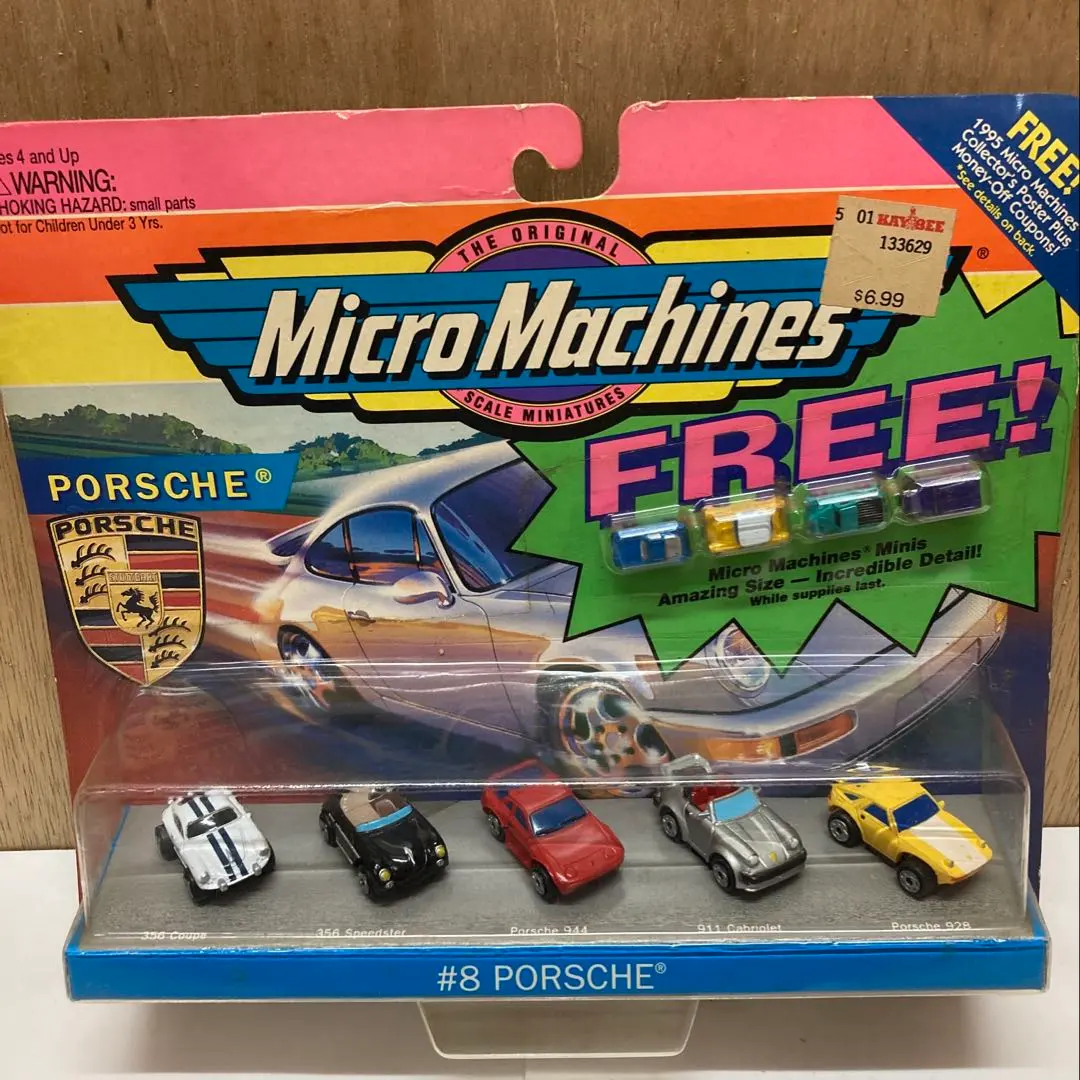 es 4 and Up
WARNING:
HOKING HAZARD: small parts
ot for Children Under 3 Yrs.
FREE!
1995 Micro Machines
Collector's Poster Plus
Money-Off Coupons!
*See details on back.
5 01 KAY·BEE
133629
$6.99
THE ORIGINAL
®
Micro Machines
SCALE MINIATURES
FREE!
PORSCHE®
PORSCHE
STUTTGART
Micro Machines® Minis
Amazing Size — Incredible Detail!
While supplies last.
356 Coupe
356 Speedster
Porsche 944
911 Cabriolet
Porsche 928
#8 PORSCHE®